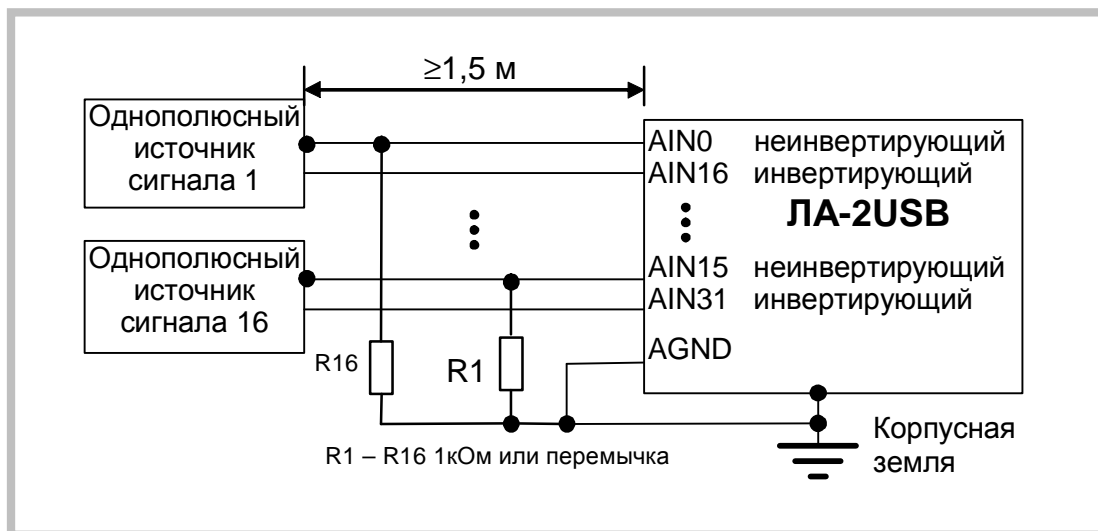 ≥1,5 м
Однополюсный
источник
сигнала 1
AIN0 неинвертирующий
AIN16 инвертирующий
ЛА-2USB
Однополюсный
источник
сигнала 16
AIN15 неинвертирующий
AIN31 инвертирующий
AGND
R16
R1
R1 – R16 1кОм или перемычка
Корпусная
земля